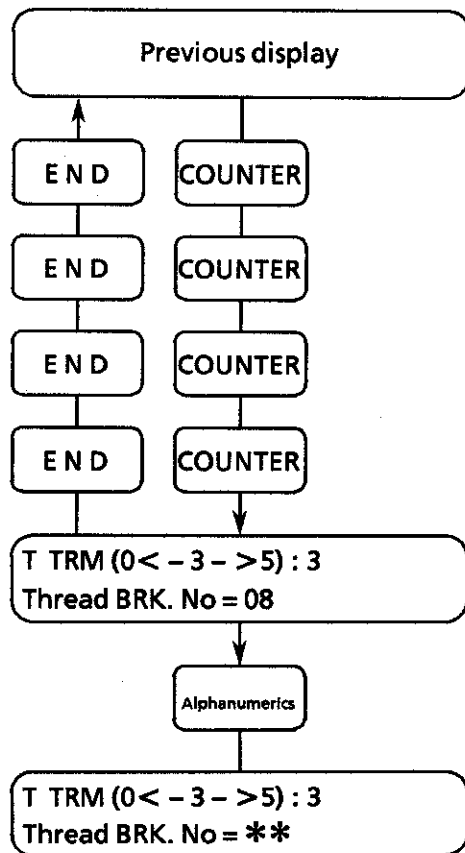 Previous display
END COUNTER
END COUNTER
END COUNTER
END COUNTER
T TRM (0< – 3 – >5) : 3
Thread BRK. No = 08
Alphanumerics
T TRM (0< – 3 – >5) : 3
Thread BRK. No = **